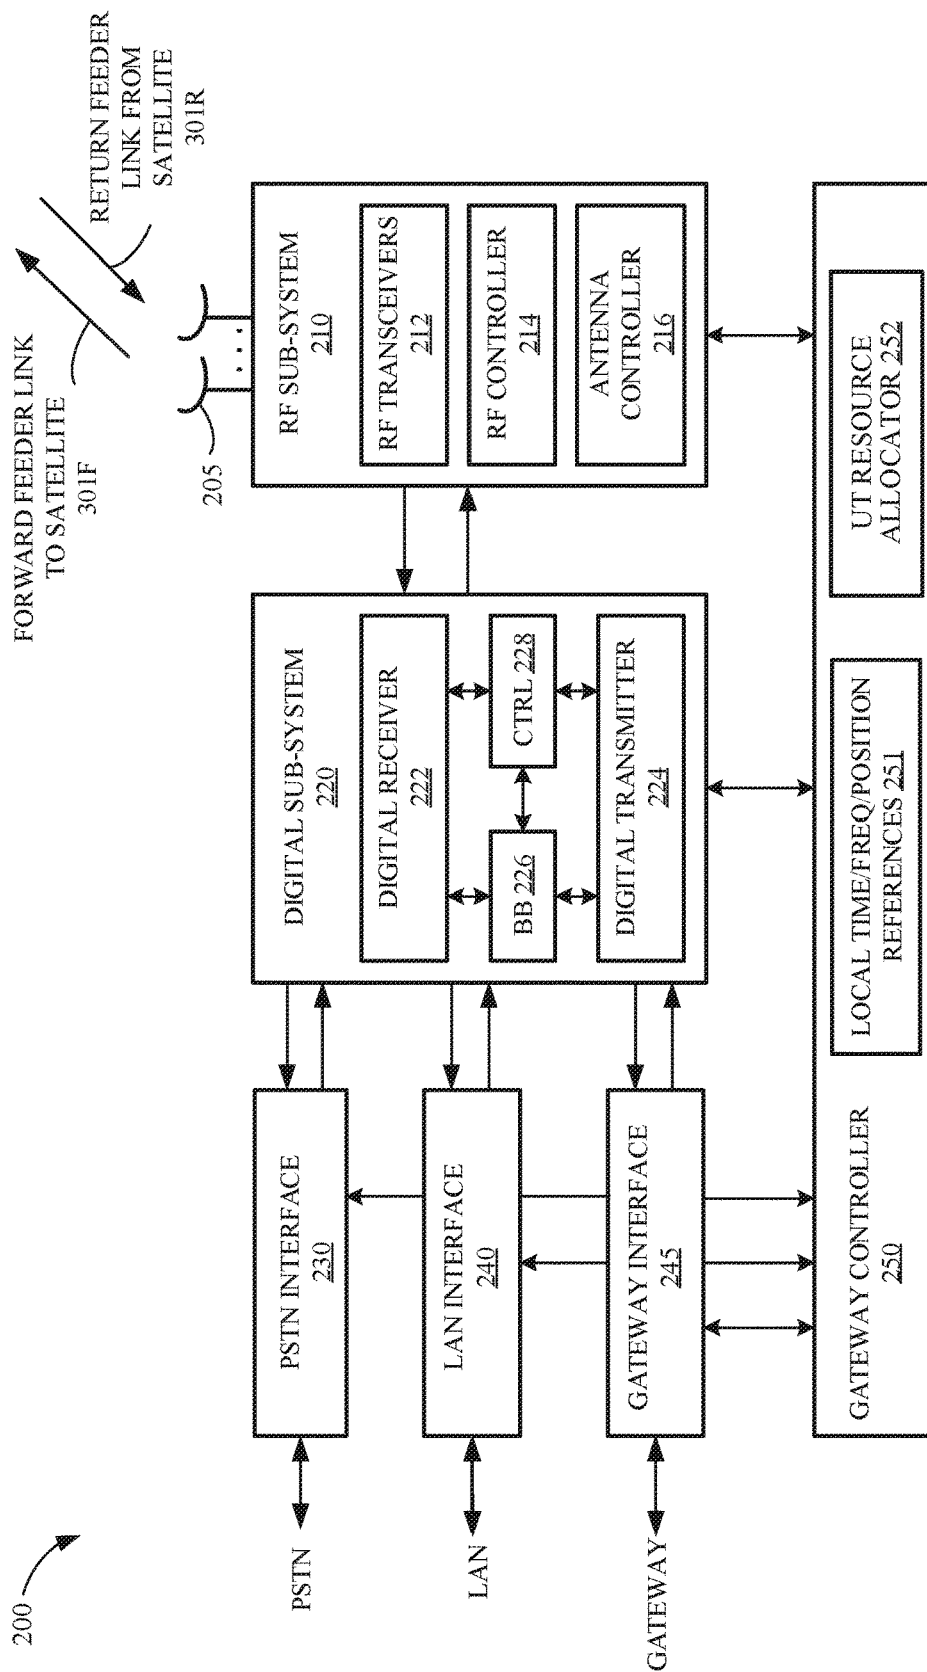 200
FORWARD FEEDER LINK
TO SATELLITE
301F
RETURN FEEDER
LINK FROM
SATELLITE
301R
205
PSTN
LAN
GATEWAY
PSTN INTERFACE
230
LAN INTERFACE
240
GATEWAY INTERFACE
245
DIGITAL SUB-SYSTEM
220
DIGITAL RECEIVER
222
BB 226
CTRL 228
DIGITAL TRANSMITTER
224
RF SUB-SYSTEM
210
RF TRANSCEIVERS
212
RF CONTROLLER
214
ANTENNA
CONTROLLER
216
GATEWAY CONTROLLER
250
LOCAL TIME/FREQ/POSITION
REFERENCES 251
UT RESOURCE
ALLOCATOR 252